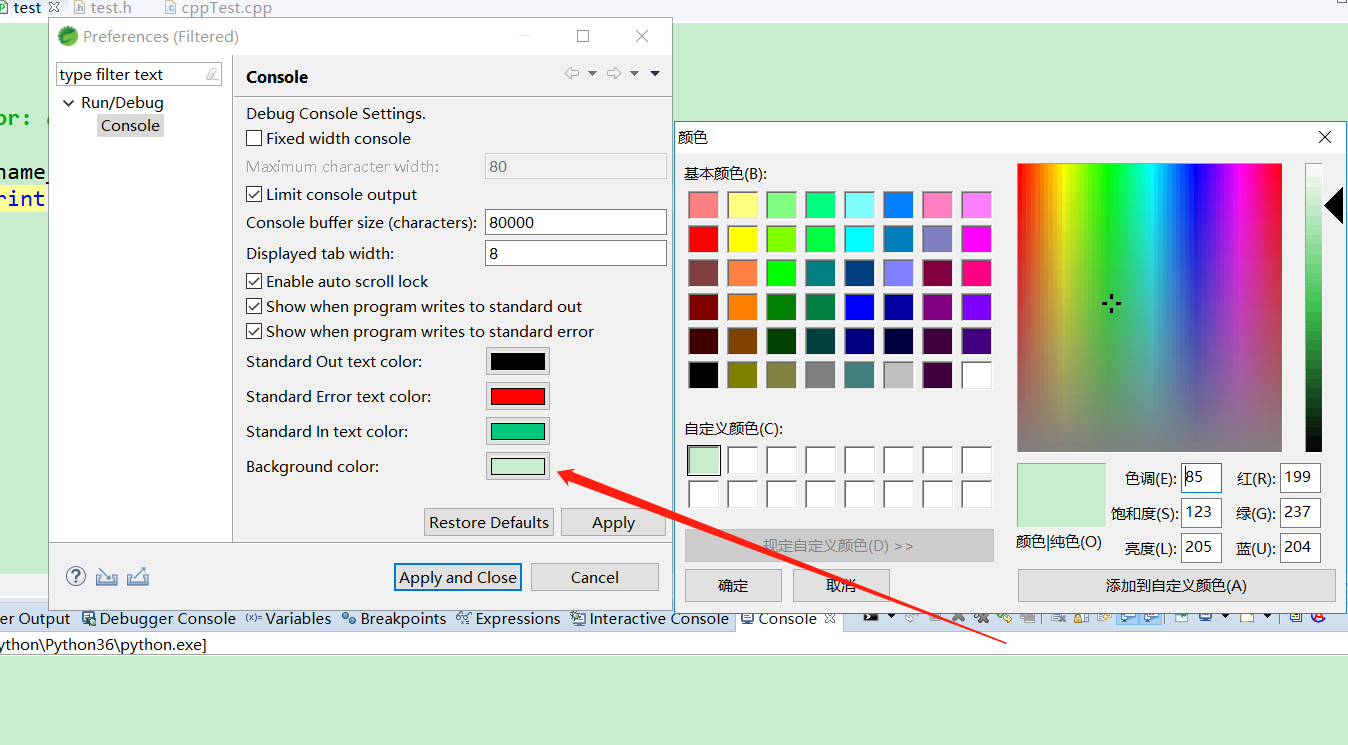 test test.h cppTest.cpp
Preferences (Filtered)
type filter text
Run/Debug
Console
or:
name_
rint
Console
Debug Console Settings.
Fixed width console
Maximum character width: 80
Limit console output
Console buffer size (characters): 80000
Displayed tab width: 8
Enable auto scroll lock
Show when program writes to standard out
Show when program writes to standard error
Standard Out text color:
Standard Error text color:
Standard In text color:
Background color:
Restore Defaults Apply
Apply and Close Cancel
颜色
基本颜色(B):
自定义颜色(C):
规定自定义颜色(D) >>
确定 取消
颜色|纯色(O)
色调(E): 85 红(R): 199
饱和度(S): 123 绿(G): 237
亮度(L): 205 蓝(U): 204
添加到自定义颜色(A)
er Output Debugger Console (x)= Variables Breakpoints Expressions Interactive Console Console
ython\Python36\python.exe]